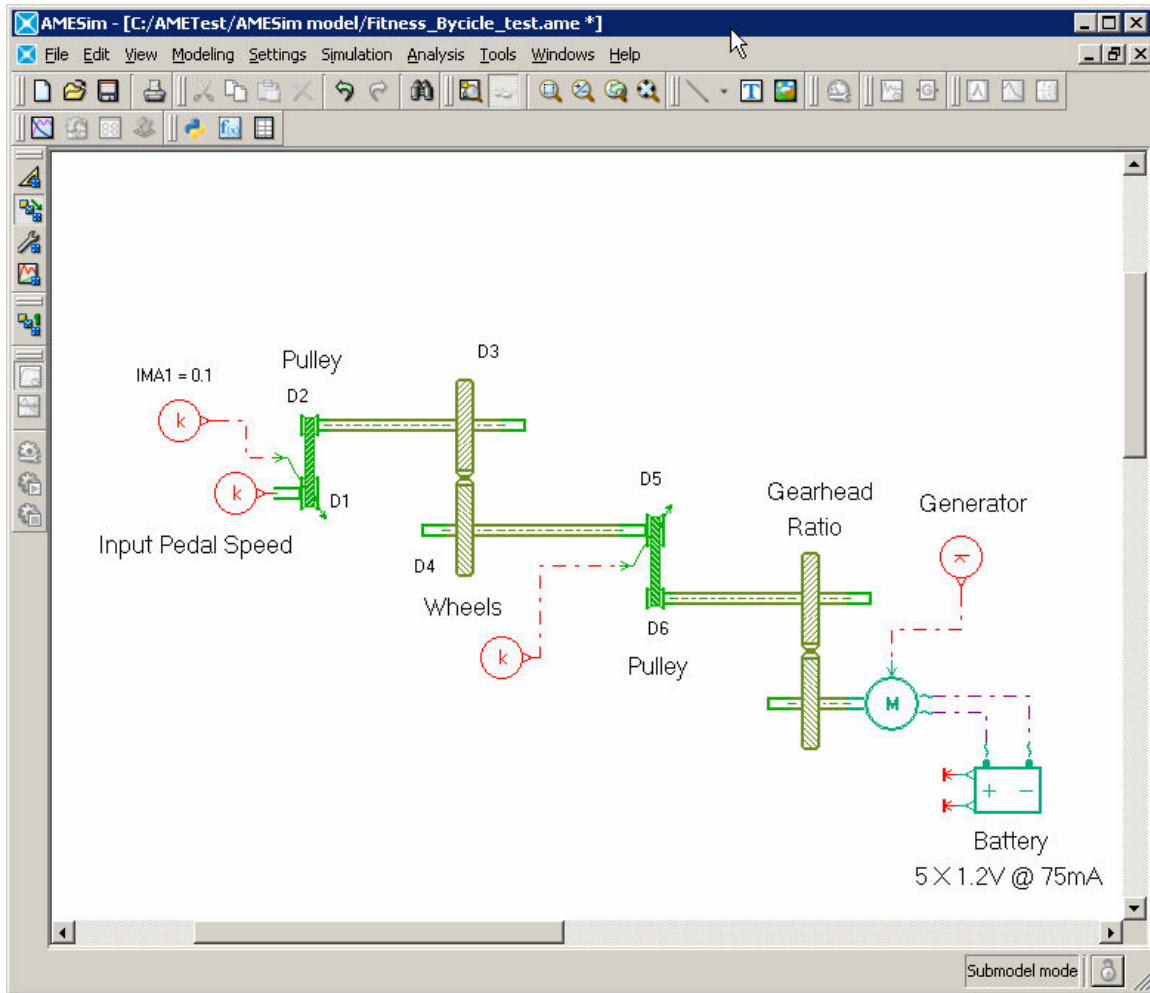 AMESim - [C:/AMETest/AMESim model/Fitness_Bycicle_test.ame *]
File Edit View Modeling Settings Simulation Analysis Tools Windows Help
D3
Pulley
IMA1 = 0.1
D2
k
k
D1
Input Pedal Speed
D5
Gearhead
Ratio
Generator
k
D4
Wheels
D6
k
Pulley
M
+ −
Battery
5 X 1.2V @ 75mA
Submodel mode